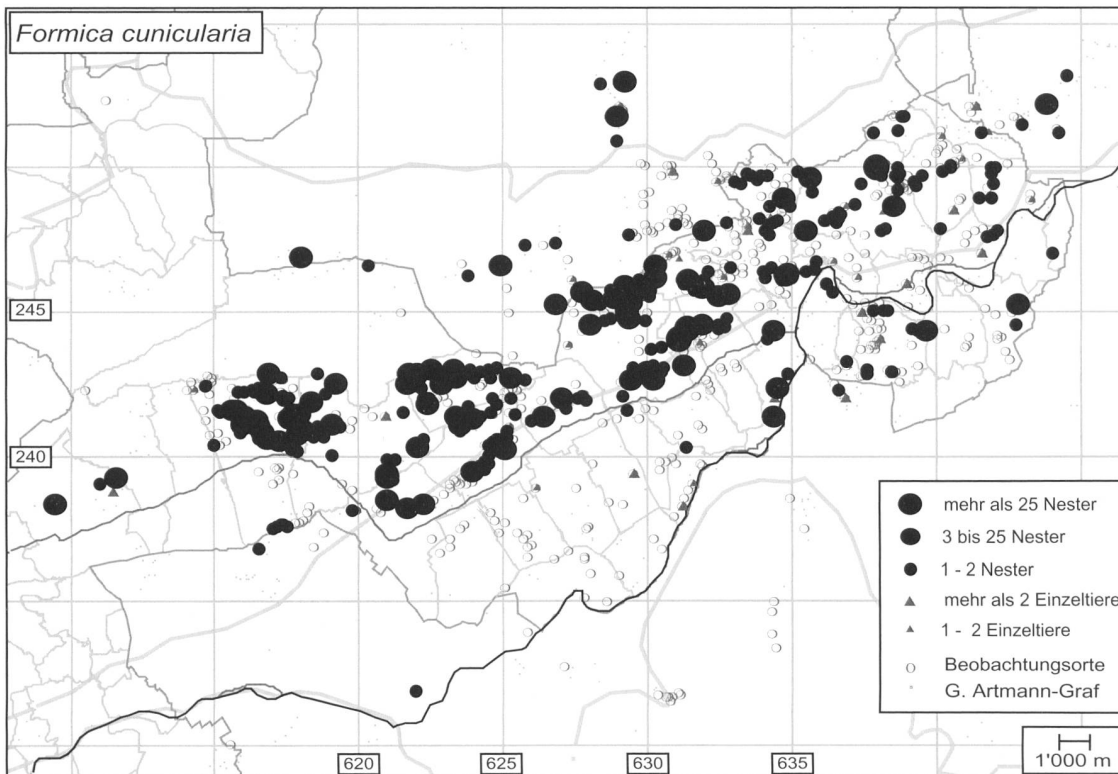 Formica cunicularia
245
240
mehr als 25 Nester
3 bis 25 Nester
1 - 2 Nester
mehr als 2 Einzeltiere
1 - 2 Einzeltiere
Beobachtungsorte
G. Artmann-Graf
620
625
630
635
1'000 m